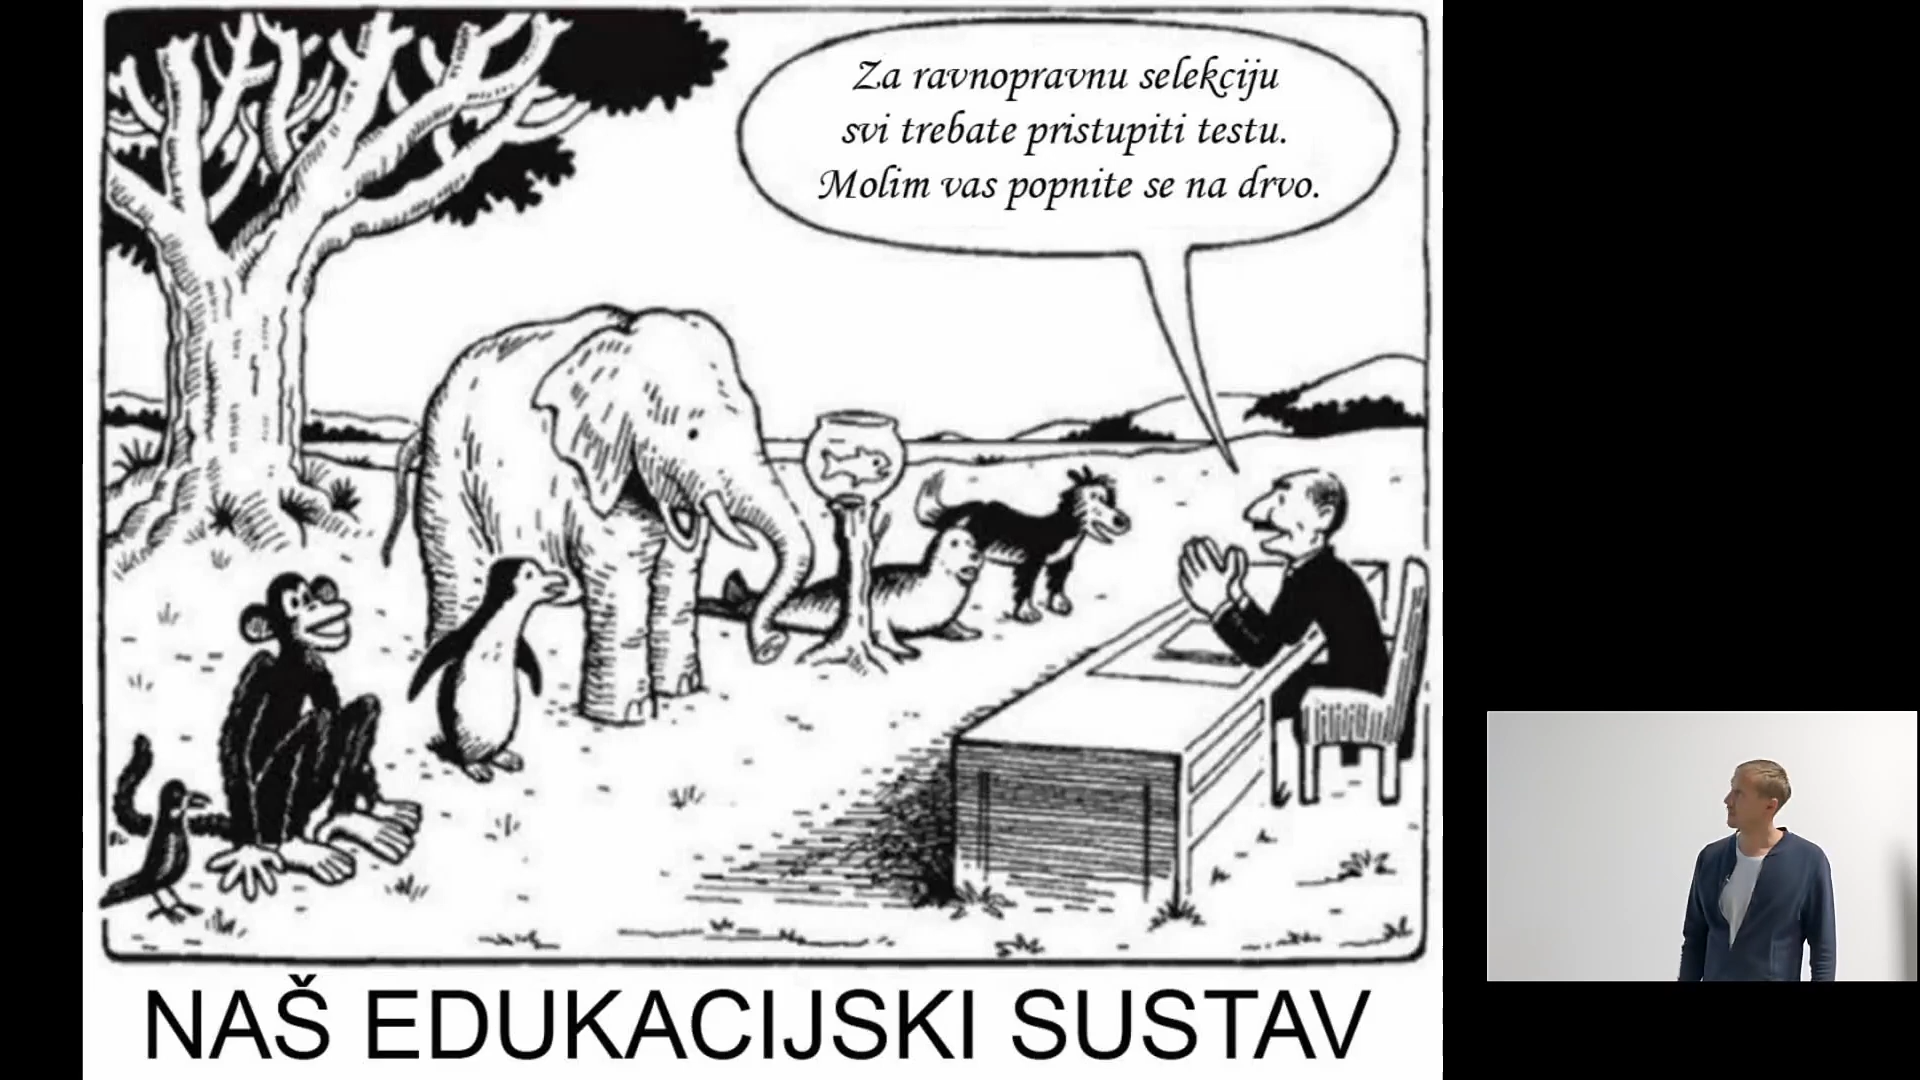 Za ravnopravnu selekciju
svi trebate pristupiti testu.
Molim vas popnite se na drvo.
NAŠ EDUKACIJSKI SUSTAV